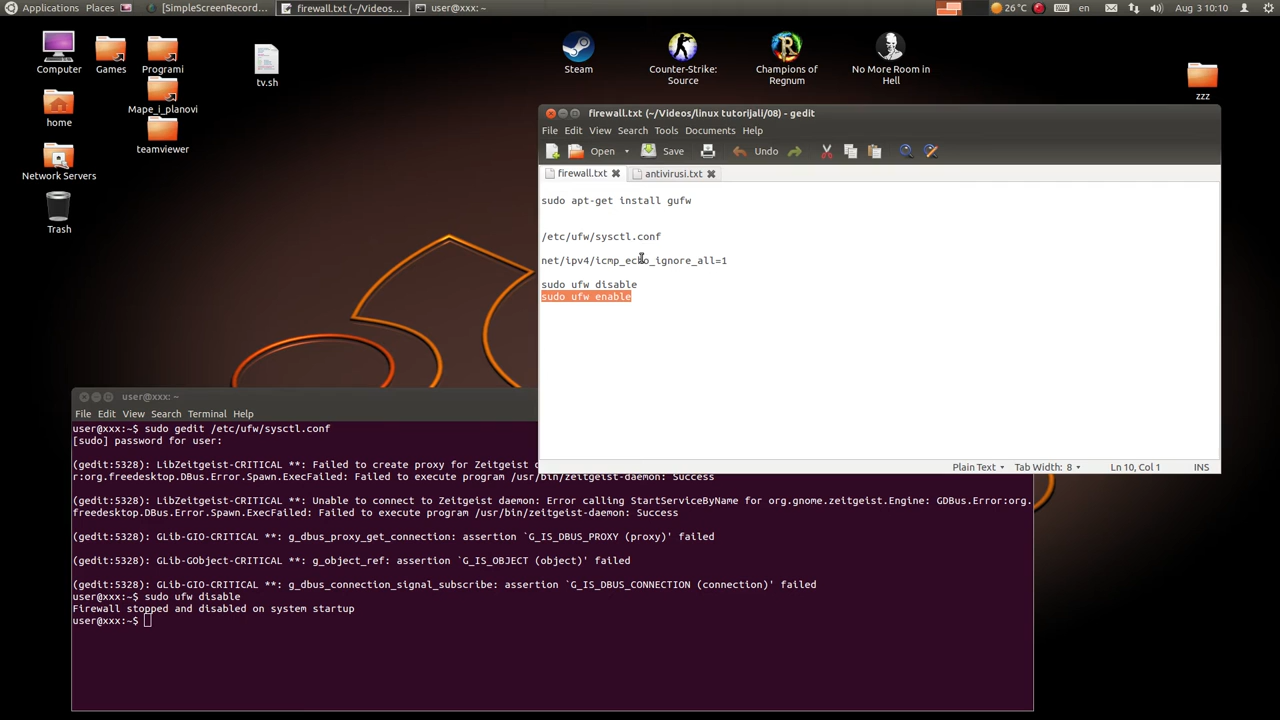 Applications Places [SimpleScreenRecord... firewall.txt (~/Videos... user@xxx: ~ 26 °C en Aug 3 10:10
Computer
Games
Programi
tv.sh
Mape_i_planovi
home
teamviewer
Network Servers
Trash
Steam
Counter-Strike:
Source
Champions of
Regnum
No More Room in
Hell
zzz
firewall.txt (~/Videos/linux tutorijali/08) - gedit
File Edit View Search Tools Documents Help
Open Save Undo
firewall.txt antivirusi.txt
sudo apt-get install gufw
/etc/ufw/sysctl.conf
net/ipv4/icmp_echo_ignore_all=1
sudo ufw disable
sudo ufw enable
Plain Text Tab Width: 8 Ln 10, Col 1 INS
user@xxx: ~
File Edit View Search Terminal Help
user@xxx:~$ sudo gedit /etc/ufw/sysctl.conf
[sudo] password for user:
(gedit:5328): LibZeitgeist-CRITICAL **: Failed to create proxy for Zeitgeist d
r:org.freedesktop.DBus.Error.Spawn.ExecFailed: Failed to execute program /usr/bin/zeitgeist-daemon: Success
(gedit:5328): LibZeitgeist-CRITICAL **: Unable to connect to Zeitgeist daemon: Error calling StartServiceByName for org.gnome.zeitgeist.Engine: GDBus.Error:org.
freedesktop.DBus.Error.Spawn.ExecFailed: Failed to execute program /usr/bin/zeitgeist-daemon: Success
(gedit:5328): GLib-GIO-CRITICAL **: g_dbus_proxy_get_connection: assertion `G_IS_DBUS_PROXY (proxy)' failed
(gedit:5328): GLib-GObject-CRITICAL **: g_object_ref: assertion `G_IS_OBJECT (object)' failed
(gedit:5328): GLib-GIO-CRITICAL **: g_dbus_connection_signal_subscribe: assertion `G_IS_DBUS_CONNECTION (connection)' failed
user@xxx:~$ sudo ufw disable
Firewall stopped and disabled on system startup
user@xxx:~$